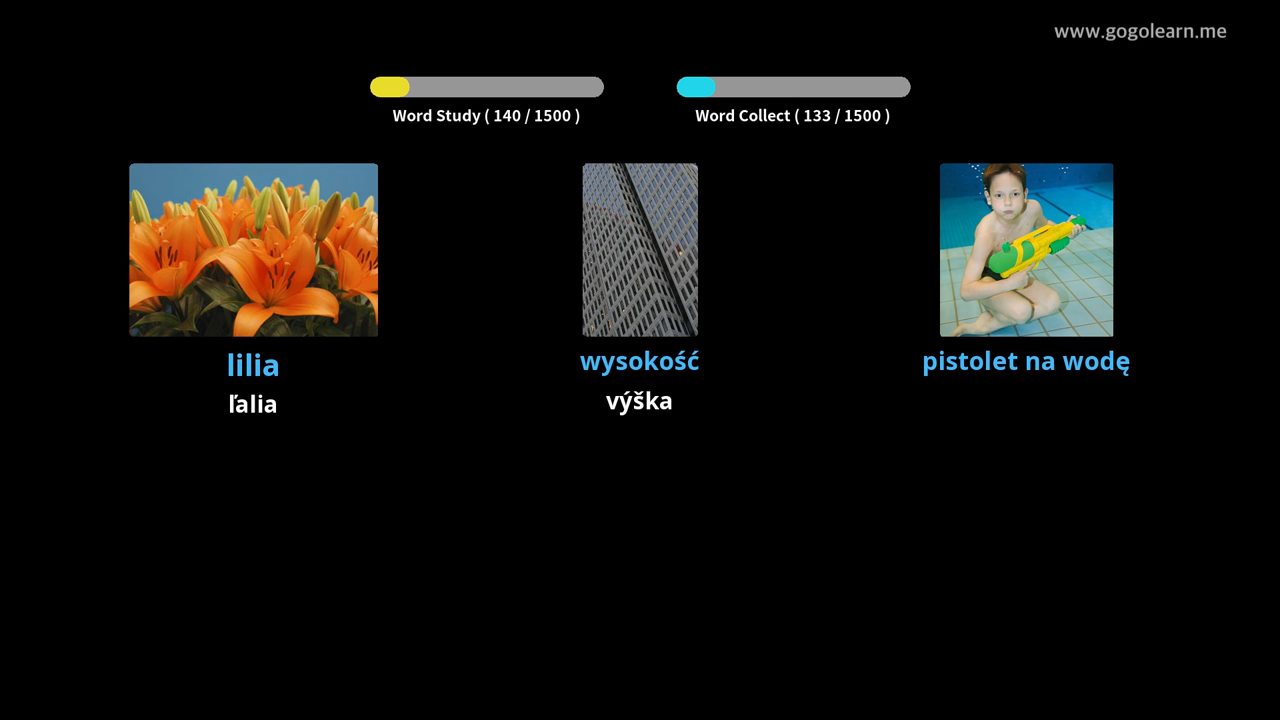 www.gogolearn.me
Word Study ( 140 / 1500 )
Word Collect ( 133 / 1500 )
lilia
wysokość
pistolet na wodę
ľalia
výška